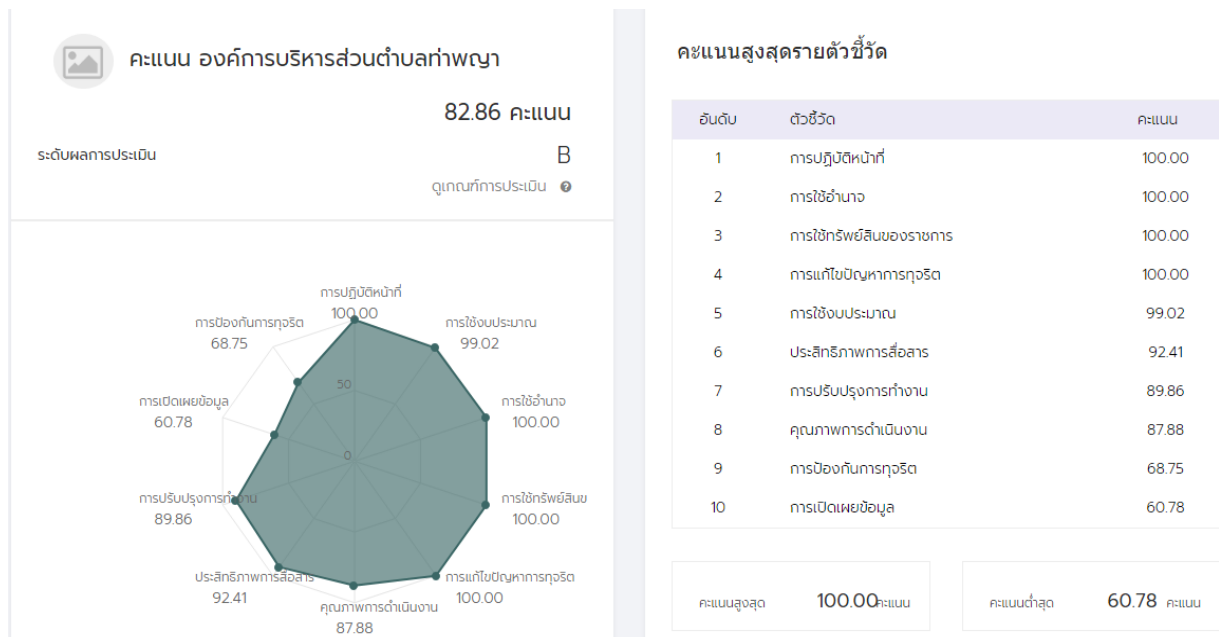 คะแนน องค์การบริหารส่วนตำบลท่าพญา
82.86 คะแนน
ระดับผลการประเมิน B
ดูเกณฑ์การประเมิน
การปฏิบัติหน้าที่
100.00
การป้องกันการทุจริต
68.75
การใช้งบประมาณ
99.02
50
การเปิดเผยข้อมูล
60.78
การใช้อำนาจ
100.00
0
การปรับปรุงการทำงาน
89.86
การใช้ทรัพย์สินข
100.00
ประสิทธิภาพการสื่อสาร
92.41
การแก้ไขปัญหาการทุจริต
100.00
คุณภาพการดำเนินงาน
87.88
คะแนนสูงสุดรายตัวชี้วัด
อันดับ ตัวชี้วัด คะแนน
1 การปฏิบัติหน้าที่ 100.00
2 การใช้อำนาจ 100.00
3 การใช้ทรัพย์สินของราชการ 100.00
4 การแก้ไขปัญหาการทุจริต 100.00
5 การใช้งบประมาณ 99.02
6 ประสิทธิภาพการสื่อสาร 92.41
7 การปรับปรุงการทำงาน 89.86
8 คุณภาพการดำเนินงาน 87.88
9 การป้องกันการทุจริต 68.75
10 การเปิดเผยข้อมูล 60.78
คะแนนสูงสุด 100.00 คะแนน
คะแนนต่ำสุด 60.78 คะแนน